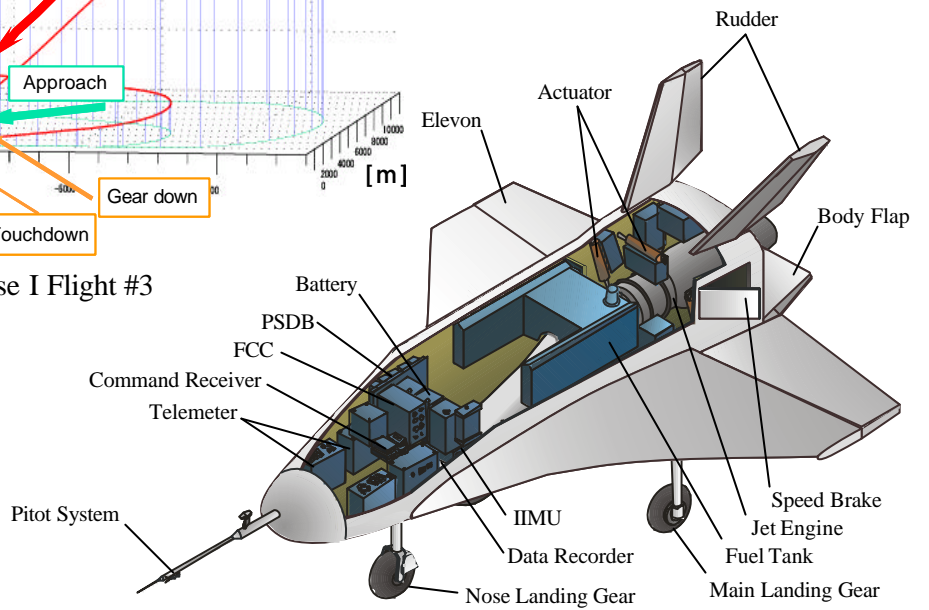 Approach
10000
8000
6000
4000
2000
0
[m]
Gear down
Touchdown
se I Flight #3
Rudder
Actuator
Elevon
Body Flap
Battery
PSDB
FCC
Command Receiver
Telemeter
Pitot System
IIMU
Data Recorder
Nose Landing Gear
Speed Brake
Jet Engine
Fuel Tank
Main Landing Gear